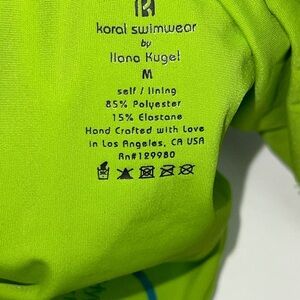 koral swimwear
by
Ilana Kugel
M
self / lining
85% Polyester
15% Elastane
Hand Crafted with Love
in Los Angeles, CA USA
Rn#129980